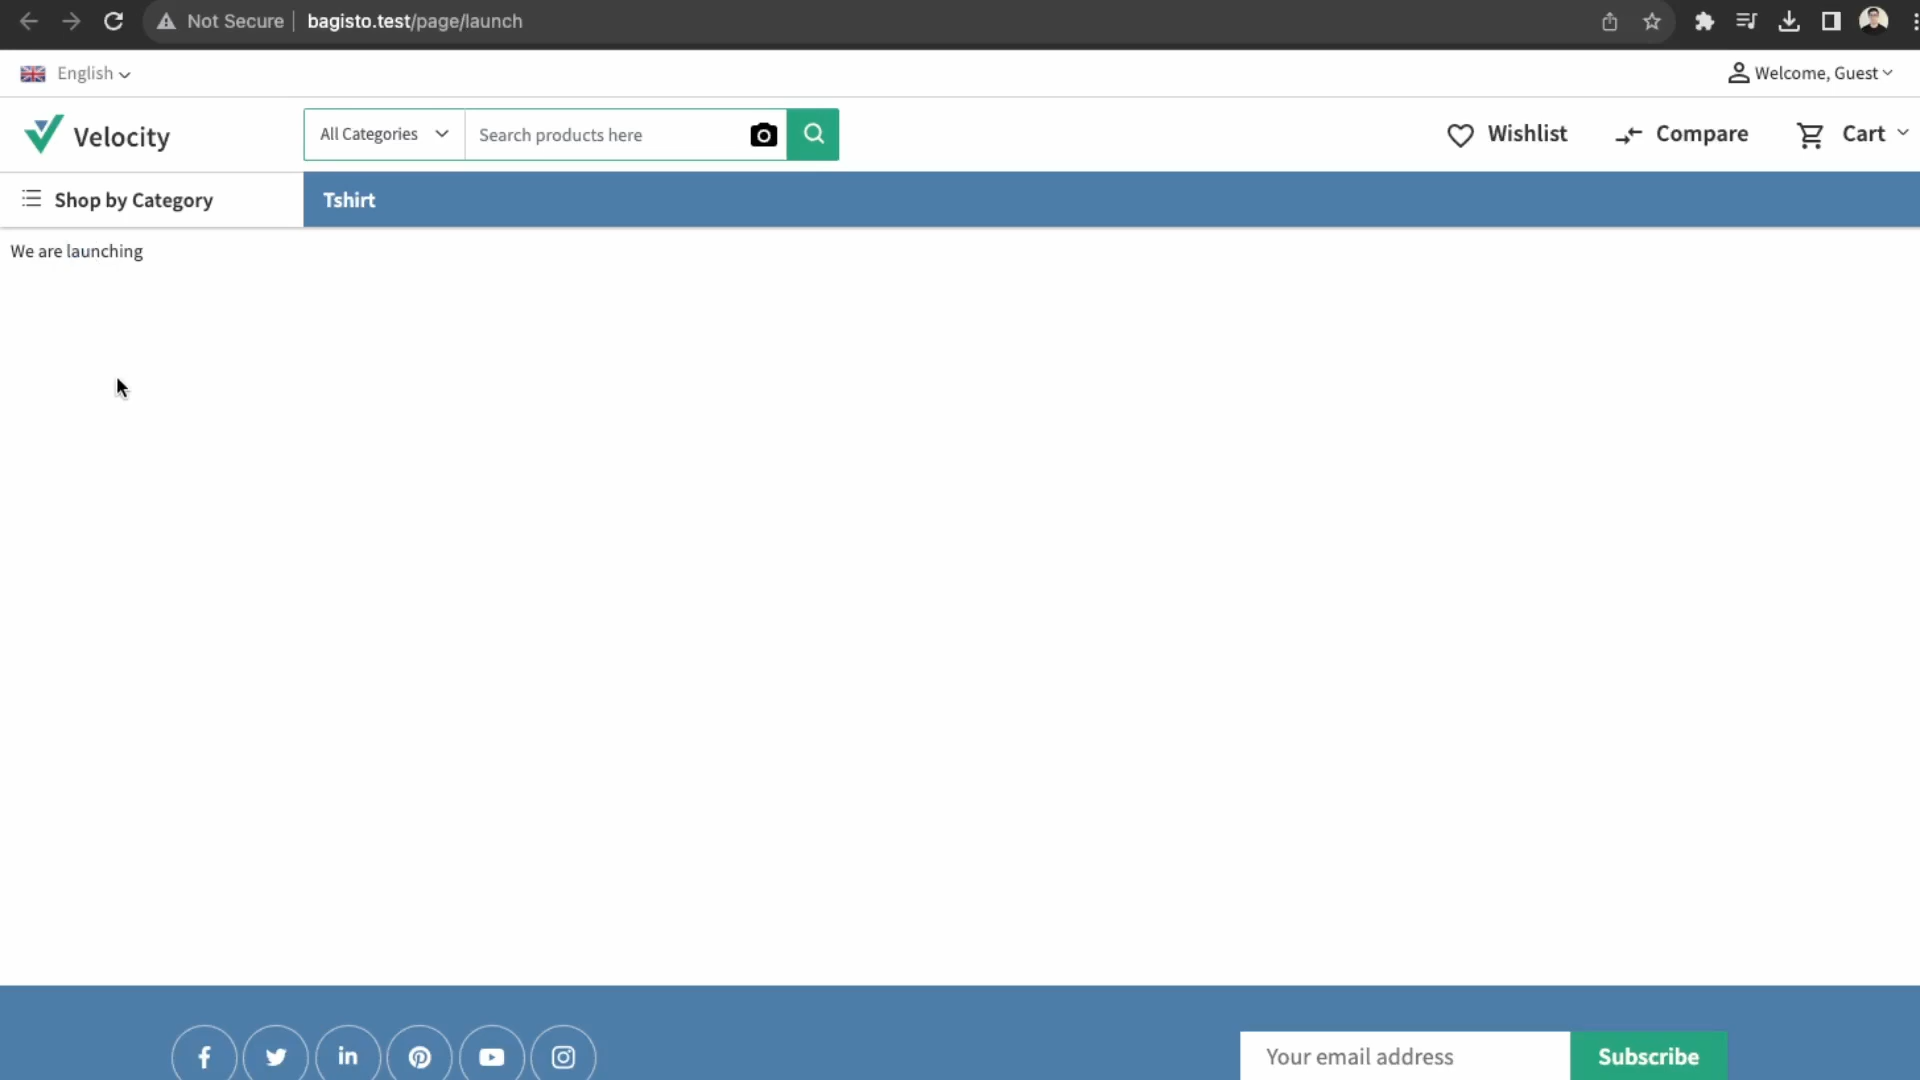 Not Secure bagisto.test/page/launch
English Welcome, Guest
Velocity All Categories Search products here Wishlist Compare Cart
Shop by Category Tshirt
We are launching
Your email address Subscribe